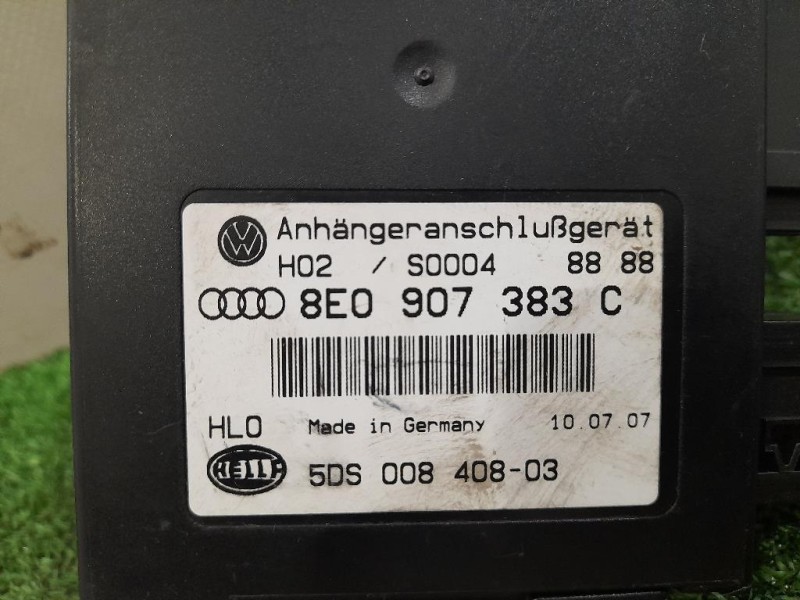 Anhängeranschlußgerät
H02 / S0004 88 88
8E0 907 383 C
HLO Made in Germany 10.07.07
HELLA 5DS 008 408-03